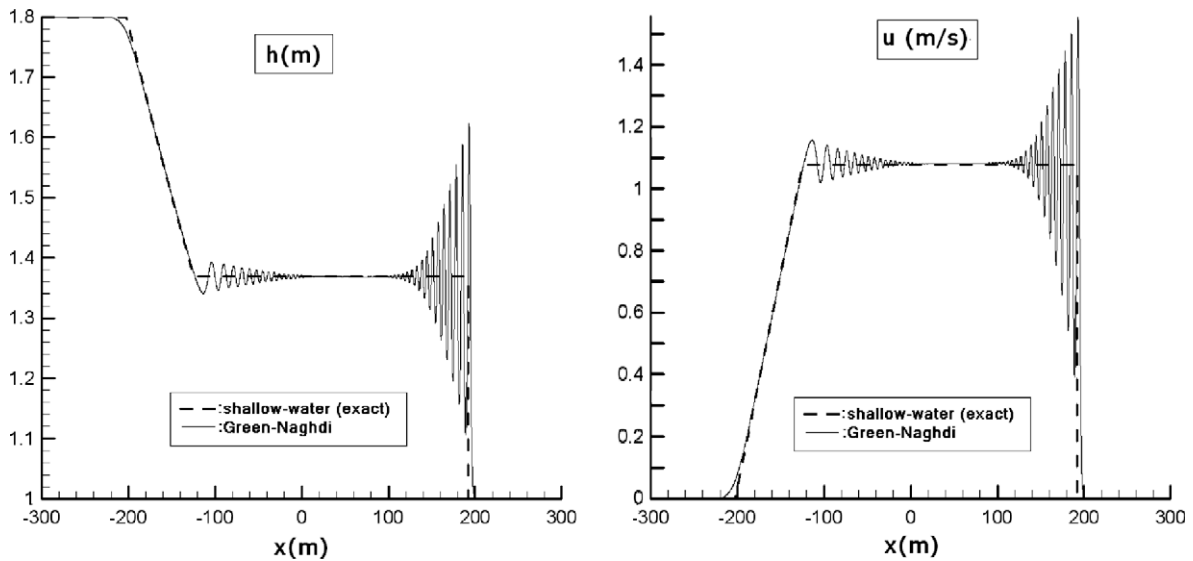 h(m)
1.8
1.7
1.6
1.5
1.4
1.3
1.2
1.1
1
-300 -200 -100 0 100 200 300
x(m)
- - :shallow-water (exact)
—:Green-Naghdi
u (m/s)
1.4
1.2
1
0.8
0.6
0.4
0.2
0
-300 -200 -100 0 100 200 300
x(m)
- - :shallow-water (exact)
—:Green-Naghdi